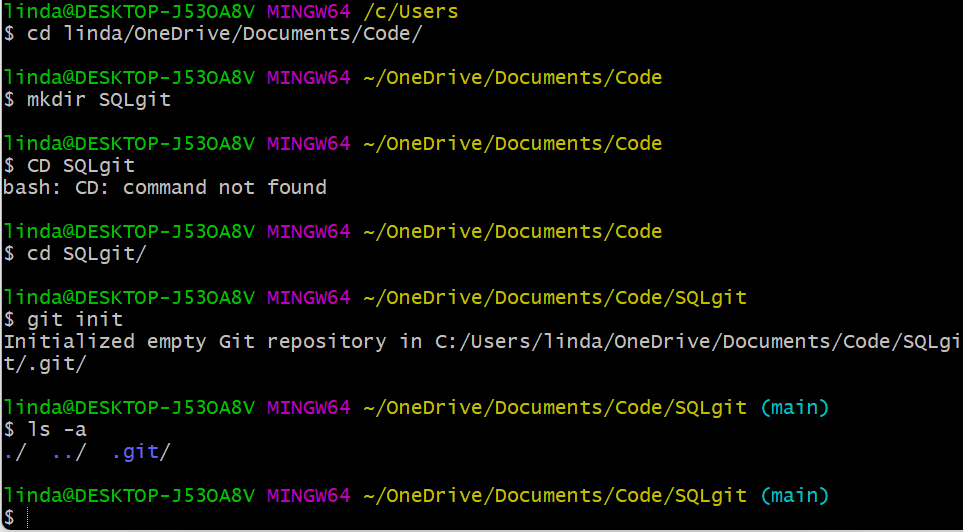 linda@DESKTOP-J53OA8V MINGW64 /c/Users
$ cd linda/OneDrive/Documents/Code/
linda@DESKTOP-J53OA8V MINGW64 ~/OneDrive/Documents/Code
$ mkdir SQLgit
linda@DESKTOP-J53OA8V MINGW64 ~/OneDrive/Documents/Code
$ CD SQLgit
bash: CD: command not found
linda@DESKTOP-J53OA8V MINGW64 ~/OneDrive/Documents/Code
$ cd SQLgit/
linda@DESKTOP-J53OA8V MINGW64 ~/OneDrive/Documents/Code/SQLgit
$ git init
Initialized empty Git repository in C:/Users/linda/OneDrive/Documents/Code/SQLgi
t/.git/
linda@DESKTOP-J53OA8V MINGW64 ~/OneDrive/Documents/Code/SQLgit (main)
$ ls -a
./  ../  .git/
linda@DESKTOP-J53OA8V MINGW64 ~/OneDrive/Documents/Code/SQLgit (main)
$